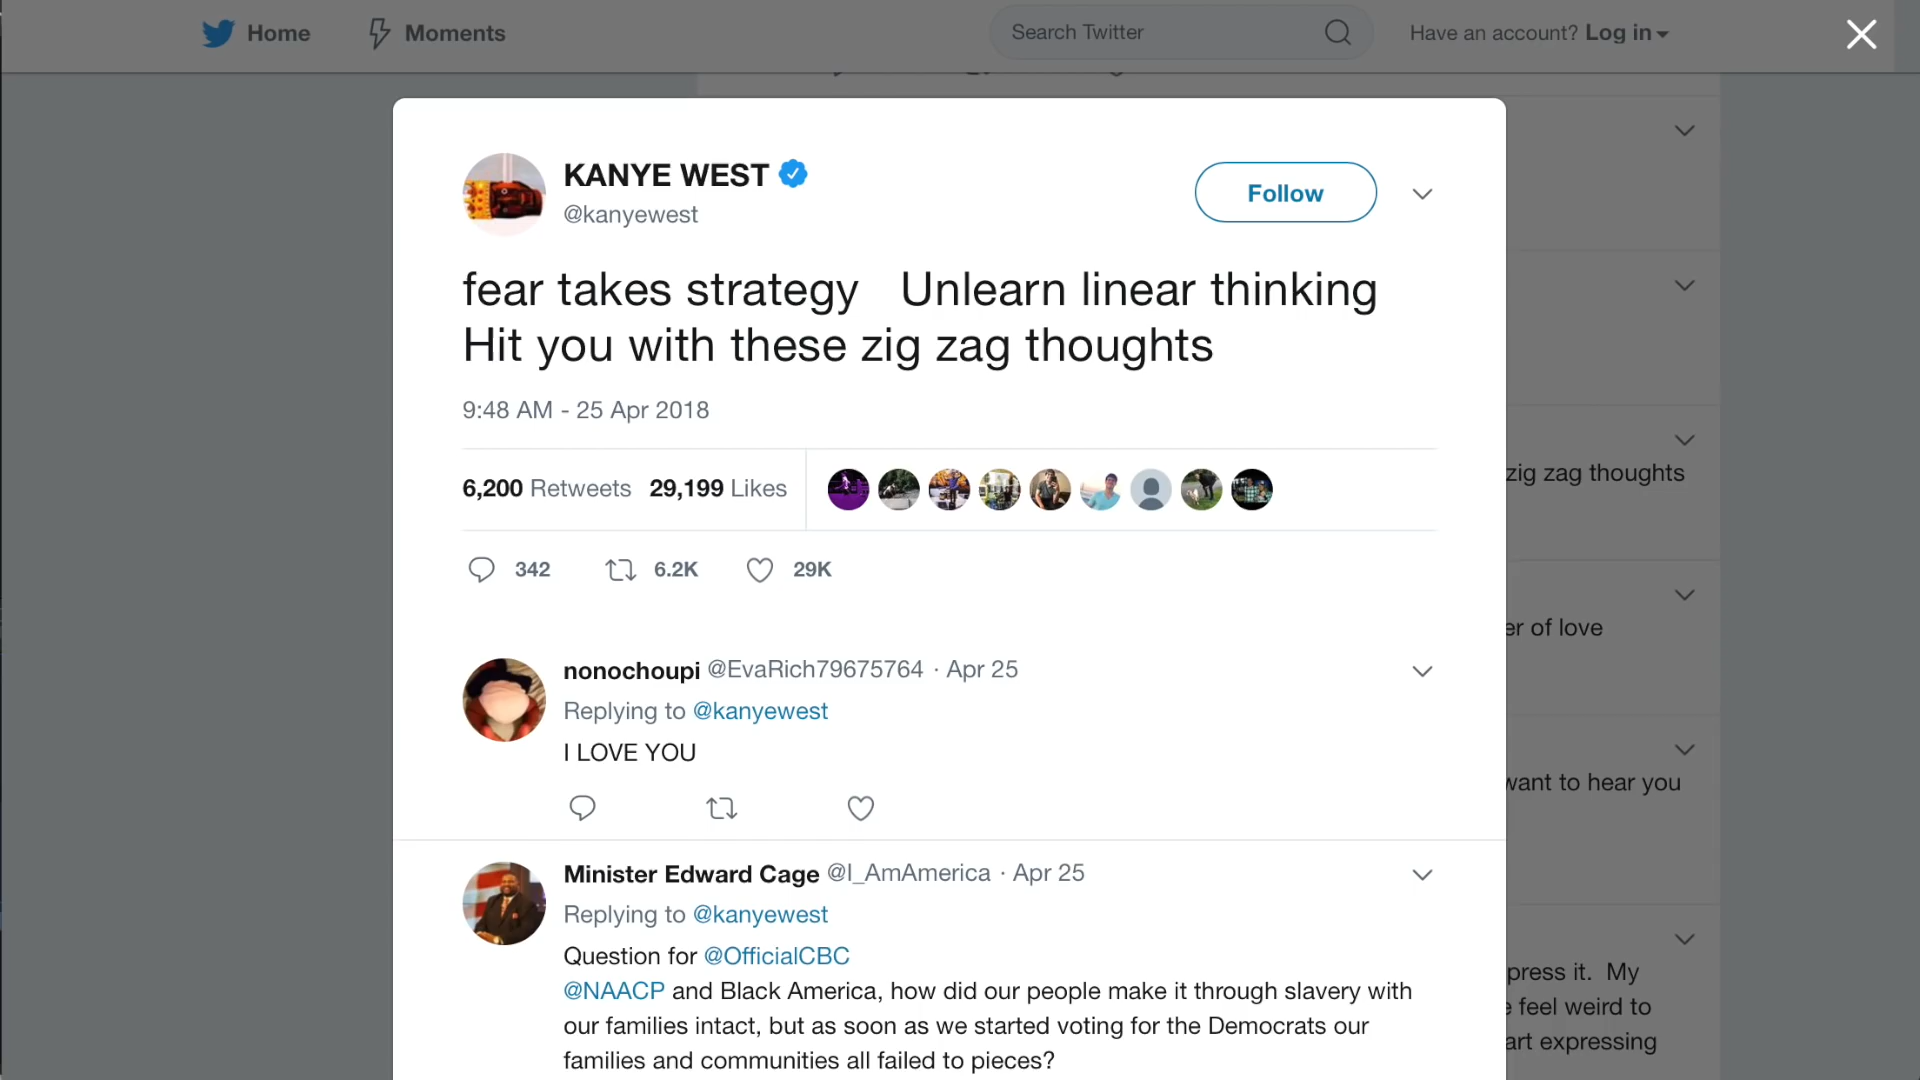 Home
Moments
Search Twitter
Have an account? Log in
KANYE WEST
@kanyewest
Follow
fear takes strategy   Unlearn linear thinking
Hit you with these zig zag thoughts
9:48 AM - 25 Apr 2018
6,200 Retweets 29,199 Likes
342 6.2K 29K
nonochoupi @EvaRich79675764 · Apr 25
Replying to @kanyewest
I LOVE YOU
Minister Edward Cage @I_AmAmerica · Apr 25
Replying to @kanyewest
Question for @OfficialCBC
@NAACP and Black America, how did our people make it through slavery with
our families intact, but as soon as we started voting for the Democrats our
families and communities all failed to pieces?
zig zag thoughts
of love
want to hear you
press it.  My
feel weird to
expressing